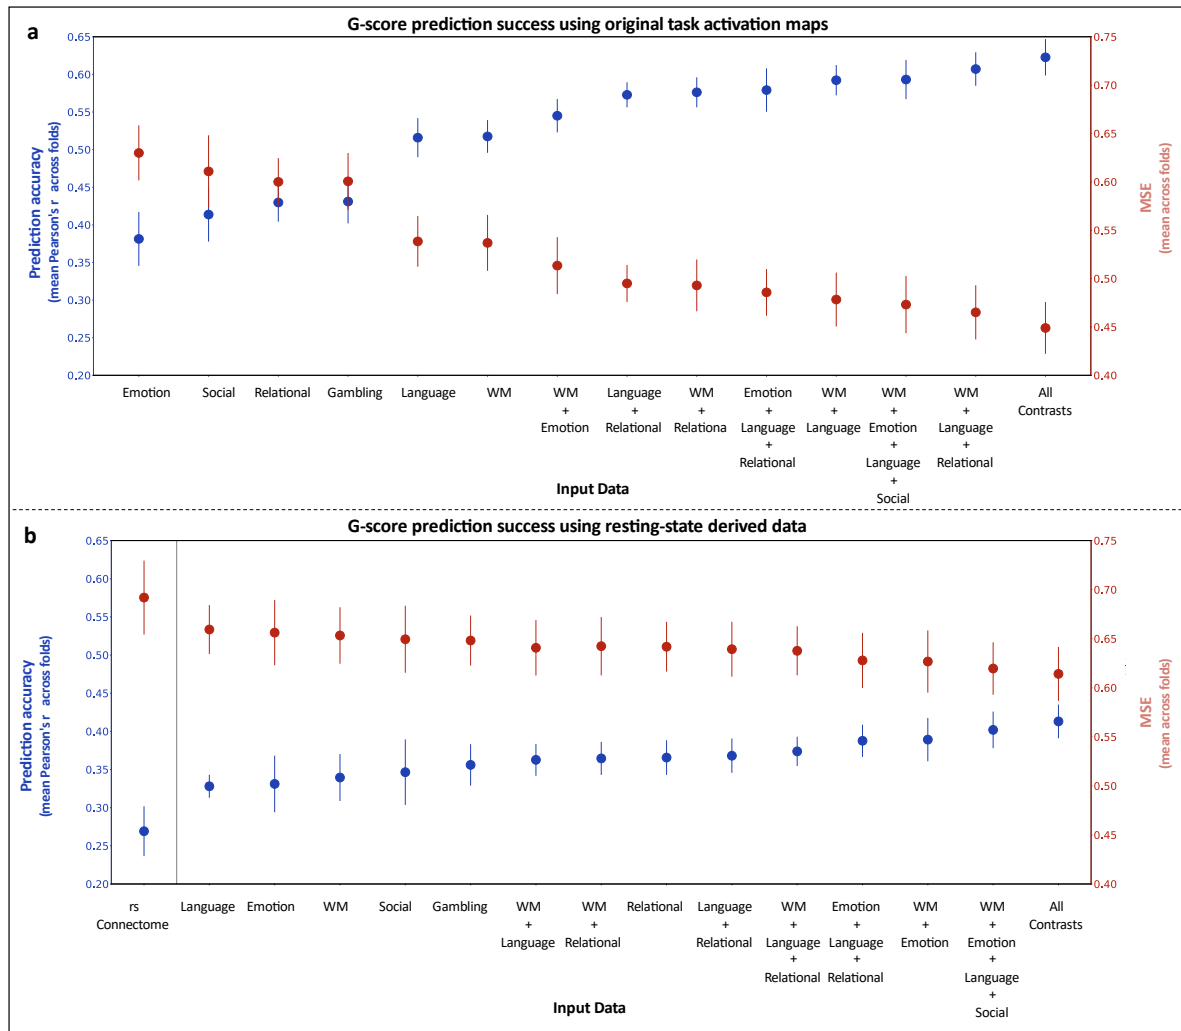 a
G-score prediction success using original task activation maps
0.65
0.60
0.55
0.50
0.45
0.40
0.35
0.30
0.25
0.20
Prediction accuracy
(mean Pearson's r across folds)
0.75
0.70
0.65
0.60
0.55
0.50
0.45
0.40
MSE
(mean across folds)
Emotion
Social
Relational
Gambling
Language
WM
WM
+
Emotion
Language
+
Relational
WM
+
Relationa
Emotion
+
Language
+
Relational
WM
+
Language
WM
+
Emotion
+
Language
+
Social
WM
+
Language
+
Relational
All
Contrasts
Input Data
b
G-score prediction success using resting-state derived data
0.65
0.60
0.55
0.50
0.45
0.40
0.35
0.30
0.25
0.20
Prediction accuracy
(mean Pearson's r across folds)
0.75
0.70
0.65
0.60
0.55
0.50
0.45
0.40
MSE
(mean across folds)
rs
Connectome
Language
Emotion
WM
Social
Gambling
WM
+
Language
WM
+
Relational
Relational
Language
+
Relational
WM
+
Language
+
Relational
Emotion
+
Language
+
Relational
WM
+
Emotion
WM
+
Emotion
+
Language
+
Social
All
Contrasts
Input Data